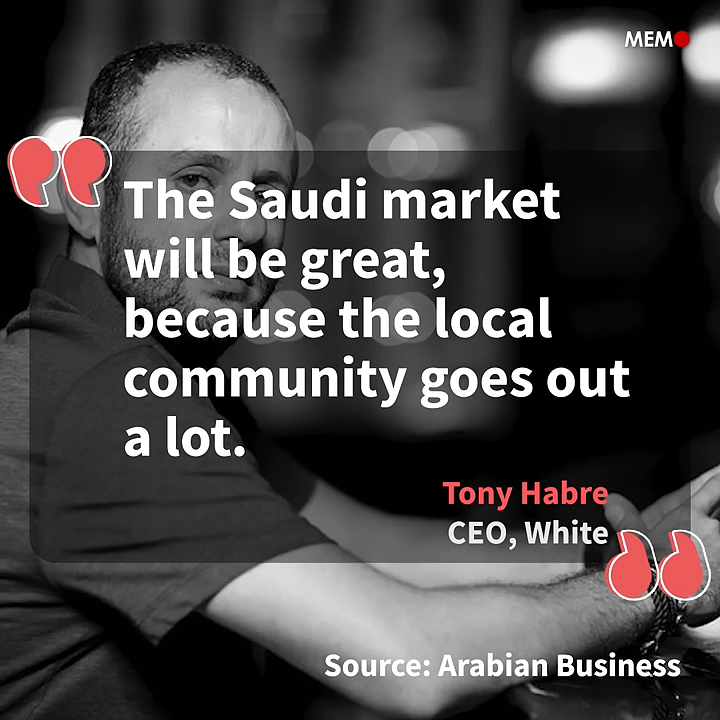 MEM
The Saudi market
will be great,
because the local
community goes out
a lot.
Tony Habre
CEO, White
Source: Arabian Business